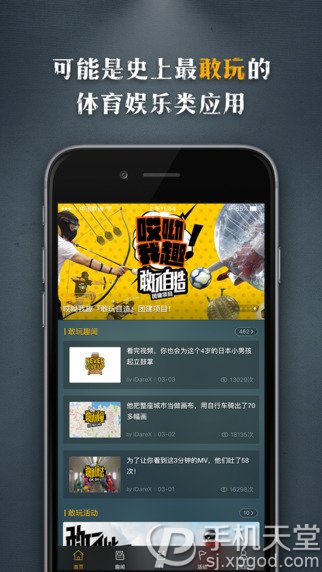 可能是史上最敢玩的
体育娱乐类应用
哎呦
我趣!
敢玩自造
团建项目
哎呦我趣『敢玩自造』团建项目!
敢玩趣闻
462 >
看完视频，你也会为这个4岁的日本小男孩
起立鼓掌
by iDareX | 03-03
13029次
他把整座城市当做画布，用自行车骑出了70
多幅画
by iDareX | 03-02
18135次
为了让你看到这3分钟的MV，他们吐了58
次!
by iDareX | 03-01
16298次
敢玩活动
10 >
首页
趣闻
活动
手机天堂
sj.xpgod.com